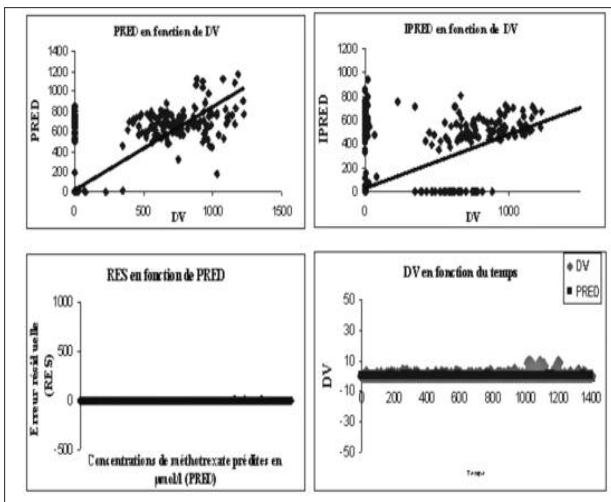 PRED en fonction de DV
1400
1200
1000
800
600
400
200
0
PRED
0 500 1000 1500
DV
IPRED en fonction de DV
1200
1000
800
600
400
200
0
IPRED
0 1000
DV
RES en fonction de PRED
1000
500
0
-500
Erreur résiduelle
(RES)
Concentrations de méthotrexate prédites en
µmol/l (PRED)
DV en fonction du temps
DV
PRED
50
30
10
-10
-30
-50
DV
0 200 400 600 800 1000 1200 1400
Temps